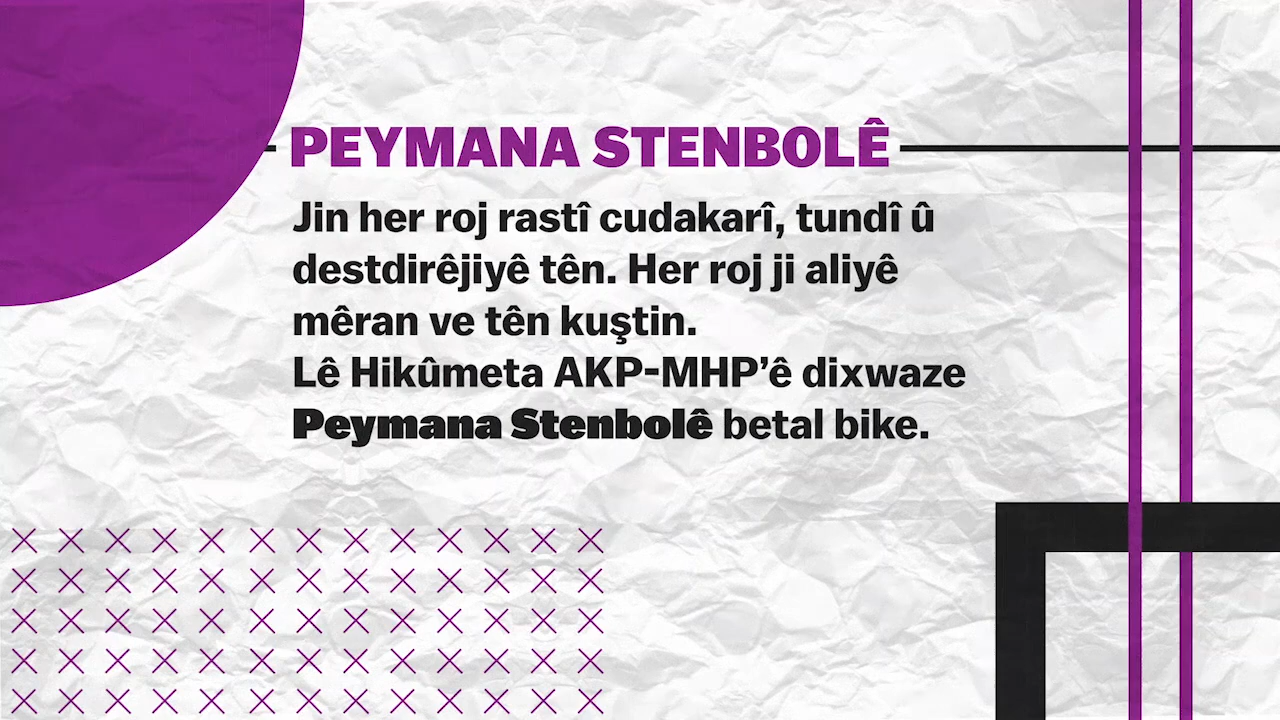 PEYMANA STENBOLÊ
Jin her roj rastî cudakarî, tundî û
destdirêjiyê tên. Her roj ji aliyê
mêran ve tên kuştin.
Lê Hikûmeta AKP-MHP’ê dixwaze
Peymana Stenbolê betal bike.